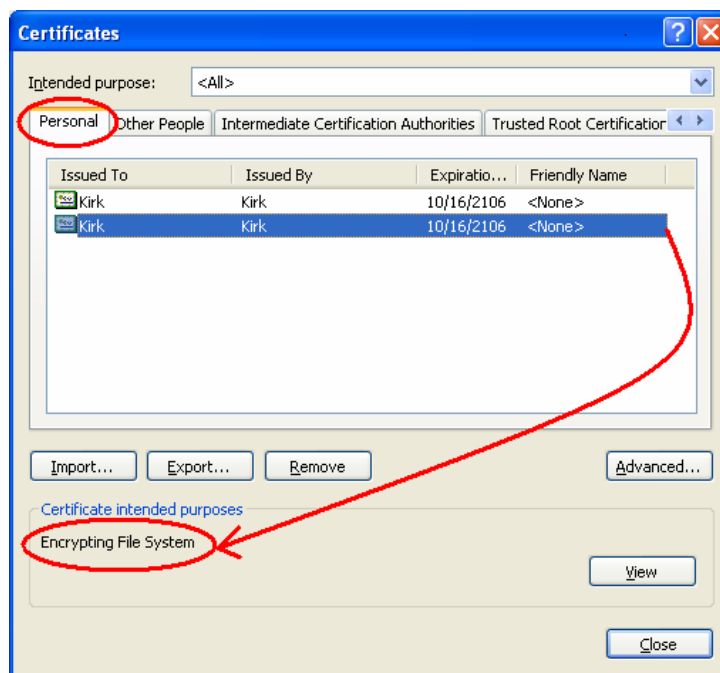 Certificates
Intended purpose: <All>
Personal Other People Intermediate Certification Authorities Trusted Root Certification
Issued To Issued By Expiratio... Friendly Name
Kirk Kirk 10/16/2106 <None>
Kirk Kirk 10/16/2106 <None>
Import... Export... Remove Advanced...
Certificate intended purposes
Encrypting File System
View
Close